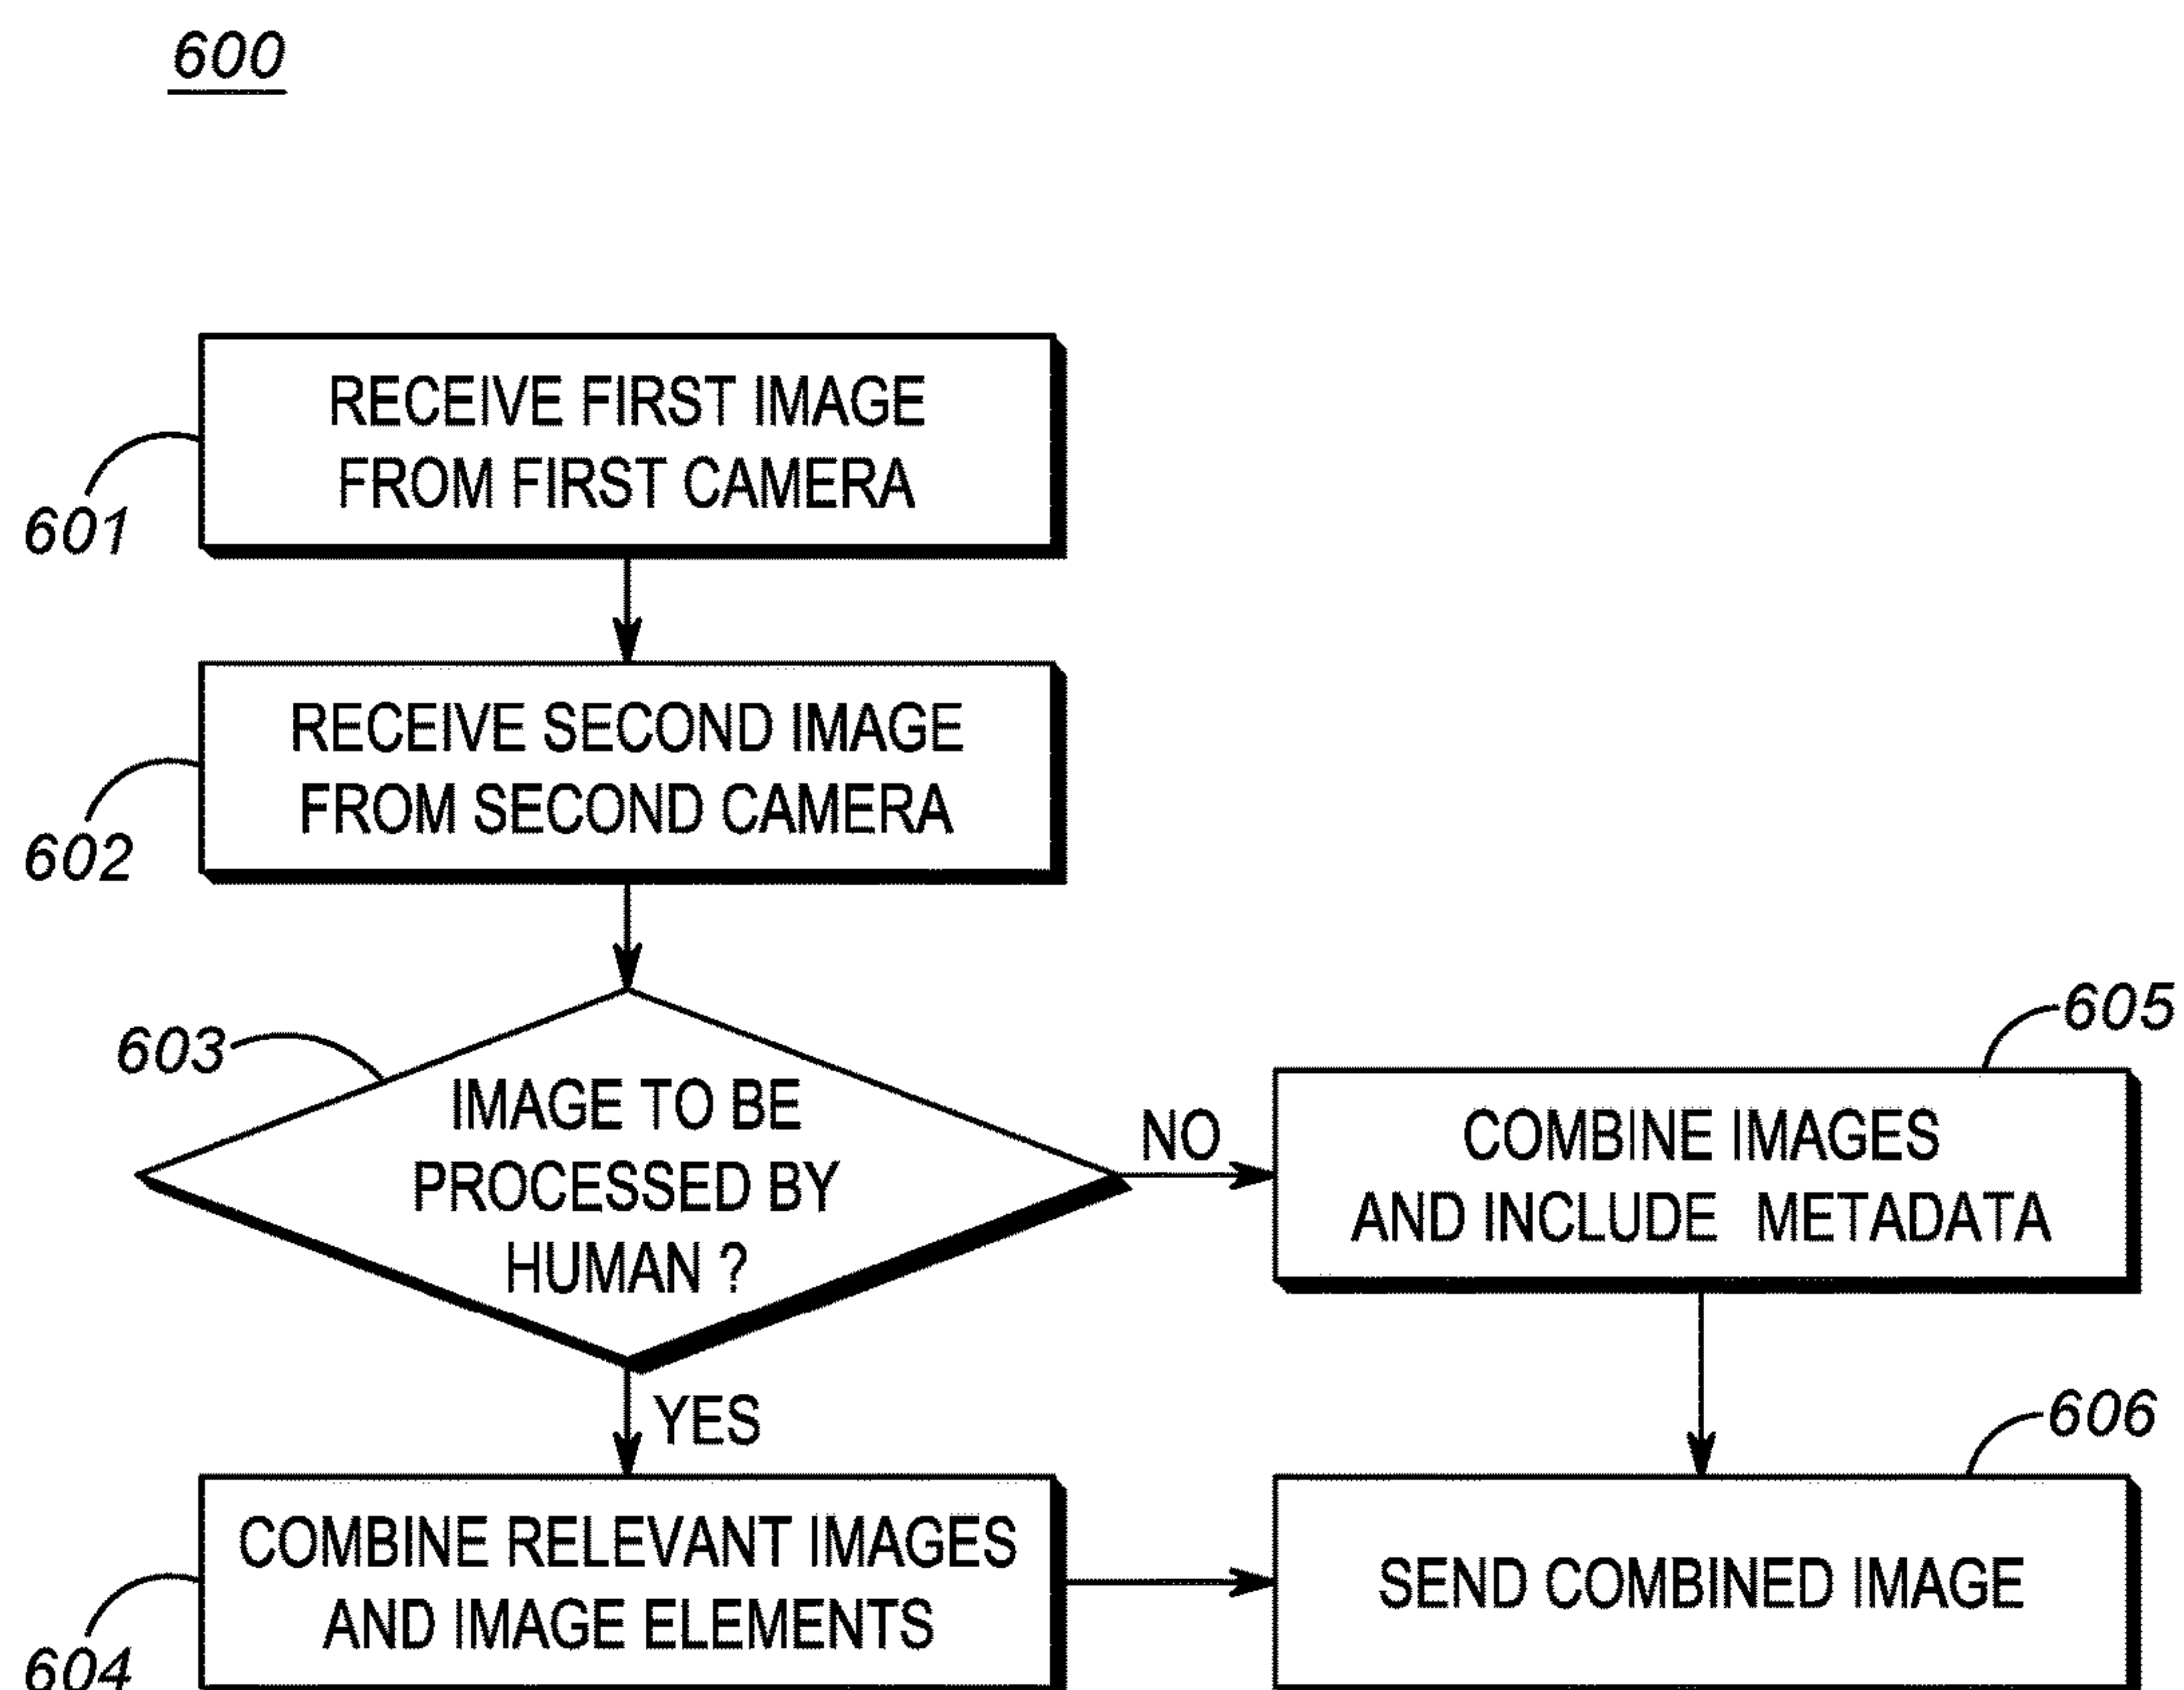 600
RECEIVE FIRST IMAGE
FROM FIRST CAMERA
601
RECEIVE SECOND IMAGE
FROM SECOND CAMERA
602
603
IMAGE TO BE
PROCESSED BY
HUMAN ?
NO
605
COMBINE IMAGES
AND INCLUDE METADATA
YES
606
COMBINE RELEVANT IMAGES
AND IMAGE ELEMENTS
604
SEND COMBINED IMAGE